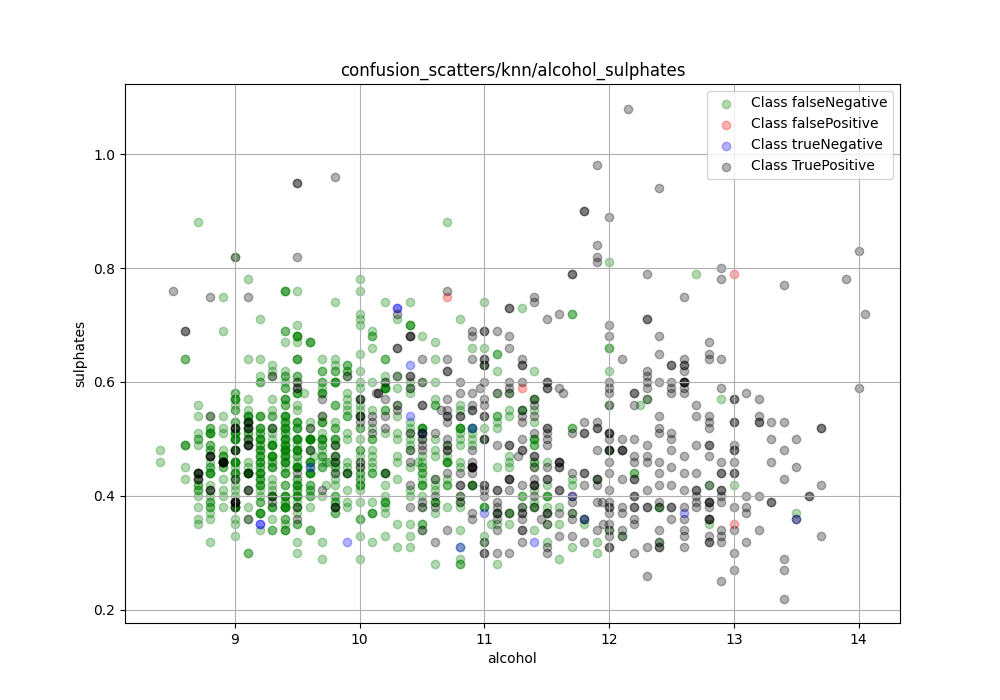 confusion_scatters/knn/alcohol_sulphates
Class falseNegative
Class falsePositive
Class trueNegative
Class TruePositive
1.0
0.8
0.6
0.4
0.2
sulphates
9 10 11 12 13 14
alcohol